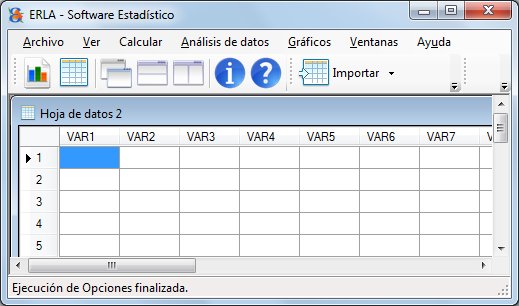 ERLA - Software Estadístico
Archivo Ver Calcular Análisis de datos Gráficos Ventanas Ayuda
Importar
Hoja de datos 2
VAR1 VAR2 VAR3 VAR4 VAR5 VAR6 VAR7
1
2
3
4
5
Ejecución de Opciones finalizada.